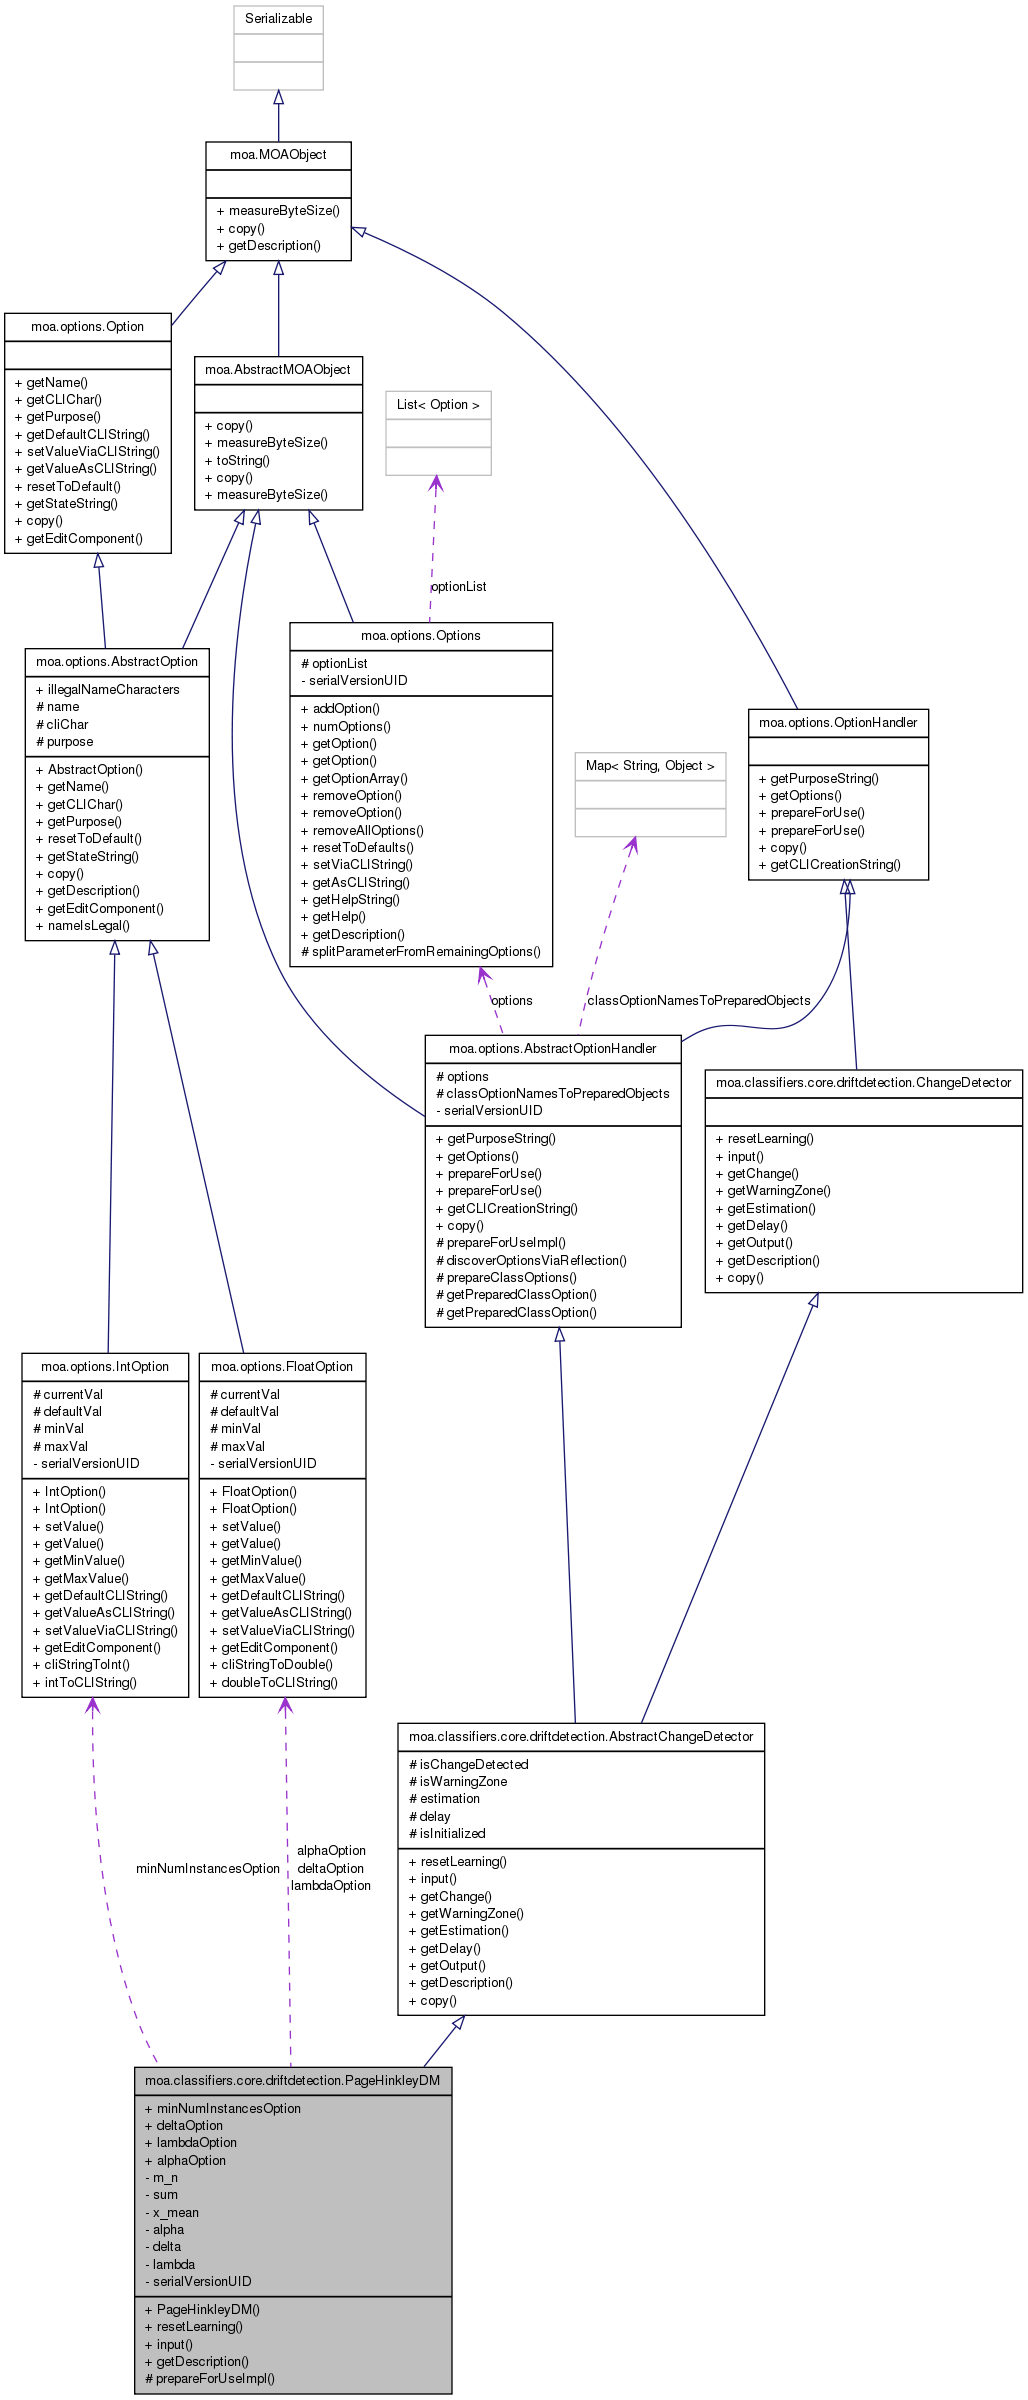 Serializable
moa.MOAObject
+ measureByteSize()
+ copy()
+ getDescription()
moa.options.Option
+ getName()
+ getCLIChar()
+ getPurpose()
+ getDefaultCLIString()
+ setValueViaCLIString()
+ getValueAsCLIString()
+ resetToDefault()
+ getStateString()
+ copy()
+ getEditComponent()
moa.AbstractMOAObject
+ copy()
+ measureByteSize()
+ toString()
+ copy()
+ measureByteSize()
List< Option >
optionList
moa.options.Options
# optionList
- serialVersionUID
+ addOption()
+ numOptions()
+ getOption()
+ getOption()
+ getOptionArray()
+ removeOption()
+ removeOption()
+ removeAllOptions()
+ resetToDefaults()
+ setViaCLIString()
+ getAsCLIString()
+ getHelpString()
+ getHelp()
+ getDescription()
# splitParameterFromRemainingOptions()
moa.options.AbstractOption
+ illegalNameCharacters
# name
# cliChar
# purpose
+ AbstractOption()
+ getName()
+ getCLIChar()
+ getPurpose()
+ resetToDefault()
+ getStateString()
+ copy()
+ getDescription()
+ getEditComponent()
+ nameIsLegal()
moa.options.OptionHandler
+ getPurposeString()
+ getOptions()
+ prepareForUse()
+ prepareForUse()
+ copy()
+ getCLICreationString()
Map< String, Object >
options
classOptionNamesToPreparedObjects
moa.options.AbstractOptionHandler
# options
# classOptionNamesToPreparedObjects
- serialVersionUID
+ getPurposeString()
+ getOptions()
+ prepareForUse()
+ prepareForUse()
+ getCLICreationString()
+ copy()
# prepareForUseImpl()
# discoverOptionsViaReflection()
# prepareClassOptions()
# getPreparedClassOption()
# getPreparedClassOption()
moa.classifiers.core.driftdetection.ChangeDetector
+ resetLearning()
+ input()
+ getChange()
+ getWarningZone()
+ getEstimation()
+ getDelay()
+ getOutput()
+ getDescription()
+ copy()
moa.options.IntOption
# currentVal
# defaultVal
# minVal
# maxVal
- serialVersionUID
+ IntOption()
+ IntOption()
+ setValue()
+ getValue()
+ getMinValue()
+ getMaxValue()
+ getDefaultCLIString()
+ getValueAsCLIString()
+ setValueViaCLIString()
+ getEditComponent()
+ cliStringToInt()
+ intToCLIString()
moa.options.FloatOption
# currentVal
# defaultVal
# minVal
# maxVal
- serialVersionUID
+ FloatOption()
+ FloatOption()
+ setValue()
+ getValue()
+ getMinValue()
+ getMaxValue()
+ getDefaultCLIString()
+ getValueAsCLIString()
+ setValueViaCLIString()
+ getEditComponent()
+ cliStringToDouble()
+ doubleToCLIString()
moa.classifiers.core.driftdetection.AbstractChangeDetector
# isChangeDetected
# isWarningZone
# estimation
# delay
# isInitialized
+ resetLearning()
+ input()
+ getChange()
+ getWarningZone()
+ getEstimation()
+ getDelay()
+ getOutput()
+ getDescription()
+ copy()
minNumInstancesOption
alphaOption
deltaOption
lambdaOption
moa.classifiers.core.driftdetection.PageHinkleyDM
+ minNumInstancesOption
+ deltaOption
+ lambdaOption
+ alphaOption
- m_n
- sum
- x_mean
- alpha
- delta
- lambda
- serialVersionUID
+ PageHinkleyDM()
+ resetLearning()
+ input()
+ getDescription()
# prepareForUseImpl()